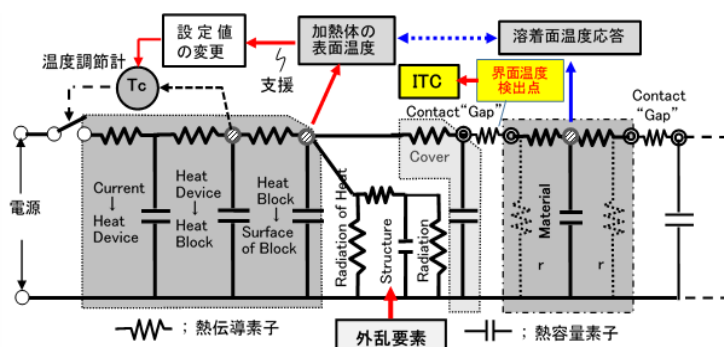 設定値
の変更
加熱体の
表面温度
溶着面温度応答
温度調節計
支援
Tc
ITC
界面温度
検出点
Contact“Gap”
Contact
“Gap”
Cover
電源
Current
↓
Heat
Device
Heat
Device
↓
Heat
Block
Heat
Block
↓
Surface
of Block
Radiation of Heat
Structure
Radiation
Material
r
r
；熱伝導素子
外乱要素
；熱容量素子